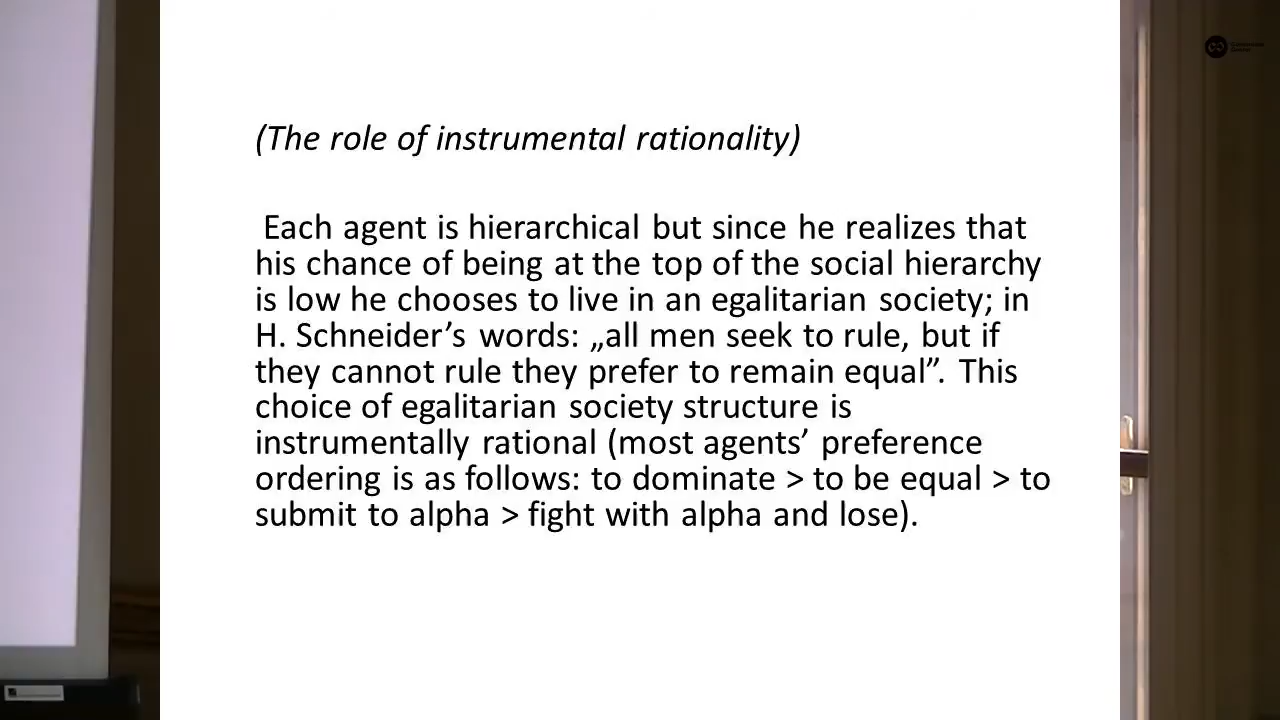 (The role of instrumental rationality)
Each agent is hierarchical but since he realizes that
his chance of being at the top of the social hierarchy
is low he chooses to live in an egalitarian society; in
H. Schneider’s words: „all men seek to rule, but if
they cannot rule they prefer to remain equal”. This
choice of egalitarian society structure is
instrumentally rational (most agents’ preference
ordering is as follows: to dominate > to be equal > to
submit to alpha > fight with alpha and lose).